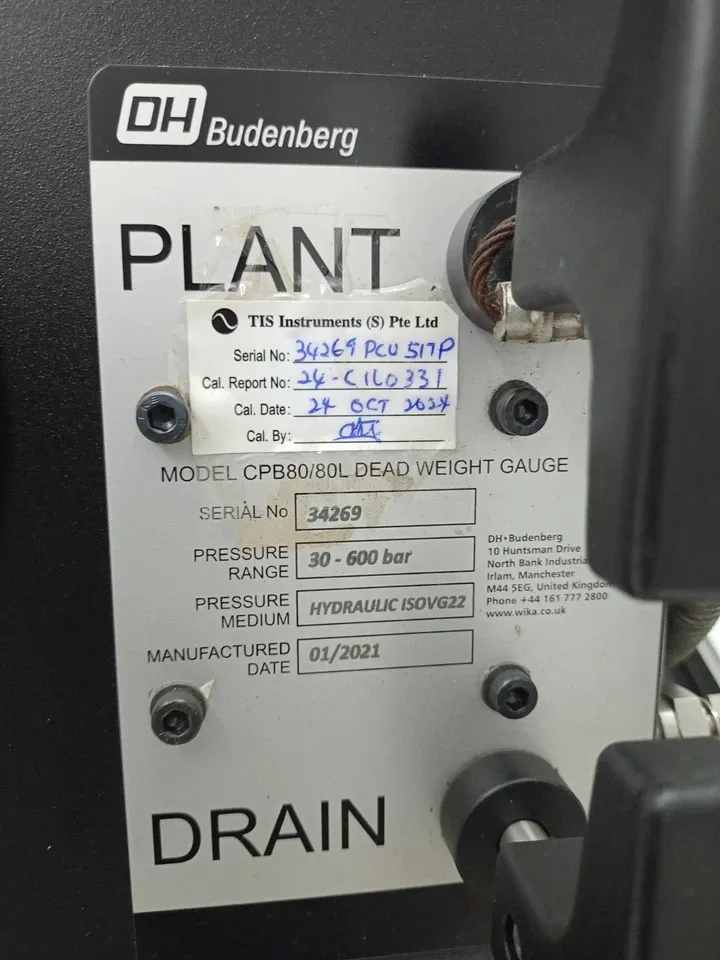 DH Budenberg
PLANT
TIS Instruments (S) Pte Ltd
Serial No: 34269 PCU 517P
Cal. Report No: 24-C160331
Cal. Date: 24 OCT 2024
Cal. By:
MODEL CPB80/80L DEAD WEIGHT GAUGE
SERIAL No 34269
PRESSURE RANGE 30 - 600 bar
PRESSURE MEDIUM HYDRAULIC ISOVG22
MANUFACTURED DATE 01/2021
DH·Budenberg
10 Huntsman Drive
North Bank Industria
Irlam, Manchester
M44 5EG, United Kingdom
Phone +44 161 777 2800
www.wika.co.uk
DRAIN